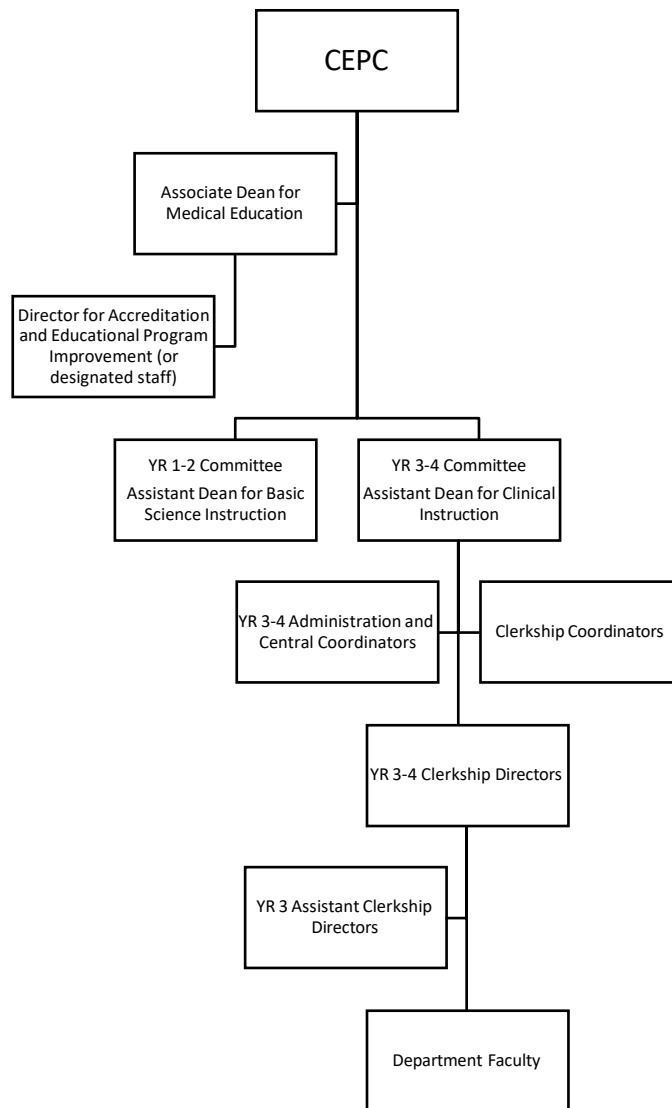 CEPC
Associate Dean for
Medical Education
Director for Accreditation
and Educational Program
Improvement (or
designated staff)
YR 1-2 Committee
Assistant Dean for Basic
Science Instruction
YR 3-4 Committee
Assistant Dean for Clinical
Instruction
YR 3-4 Administration and
Central Coordinators
Clerkship Coordinators
YR 3-4 Clerkship Directors
YR 3 Assistant Clerkship
Directors
Department Faculty